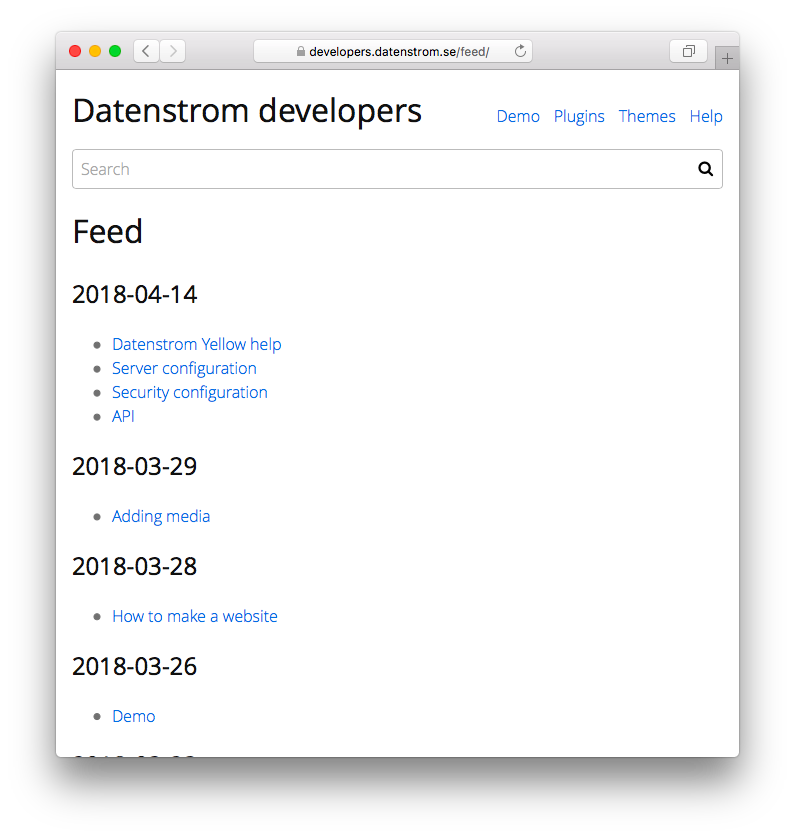 developers.datenstrom.se/feed/
Datenstrom developers
Demo Plugins Themes Help
Search
Feed
2018-04-14
Datenstrom Yellow help
Server configuration
Security configuration
API
2018-03-29
Adding media
2018-03-28
How to make a website
2018-03-26
Demo